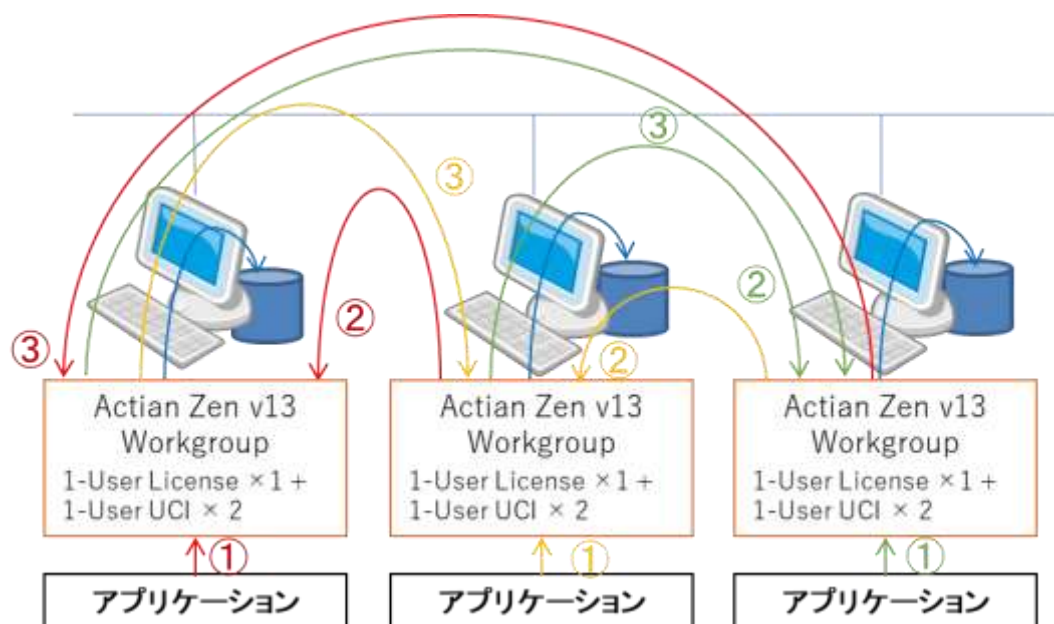 ③
③
③
②
②
②
Actian Zen v13
Workgroup
1-User License ×1 +
1-User UCI × 2
Actian Zen v13
Workgroup
1-User License ×1 +
1-User UCI × 2
Actian Zen v13
Workgroup
1-User License ×1 +
1-User UCI × 2
①
①
①
アプリケーション
アプリケーション
アプリケーション